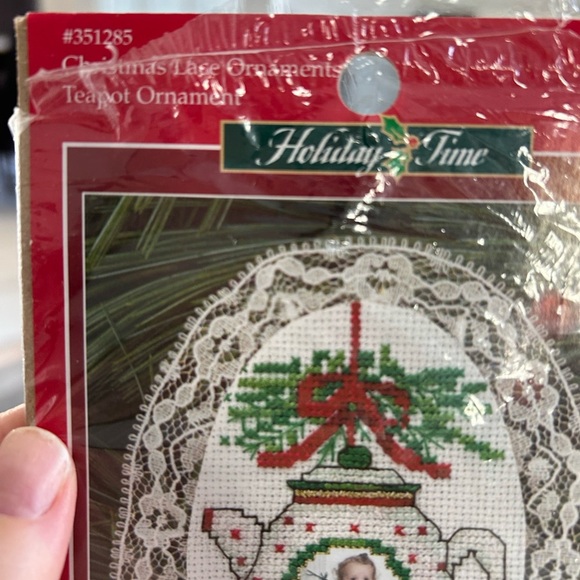 #351285
Christmas Lace Ornaments
Teapot Ornament
Holiday Time